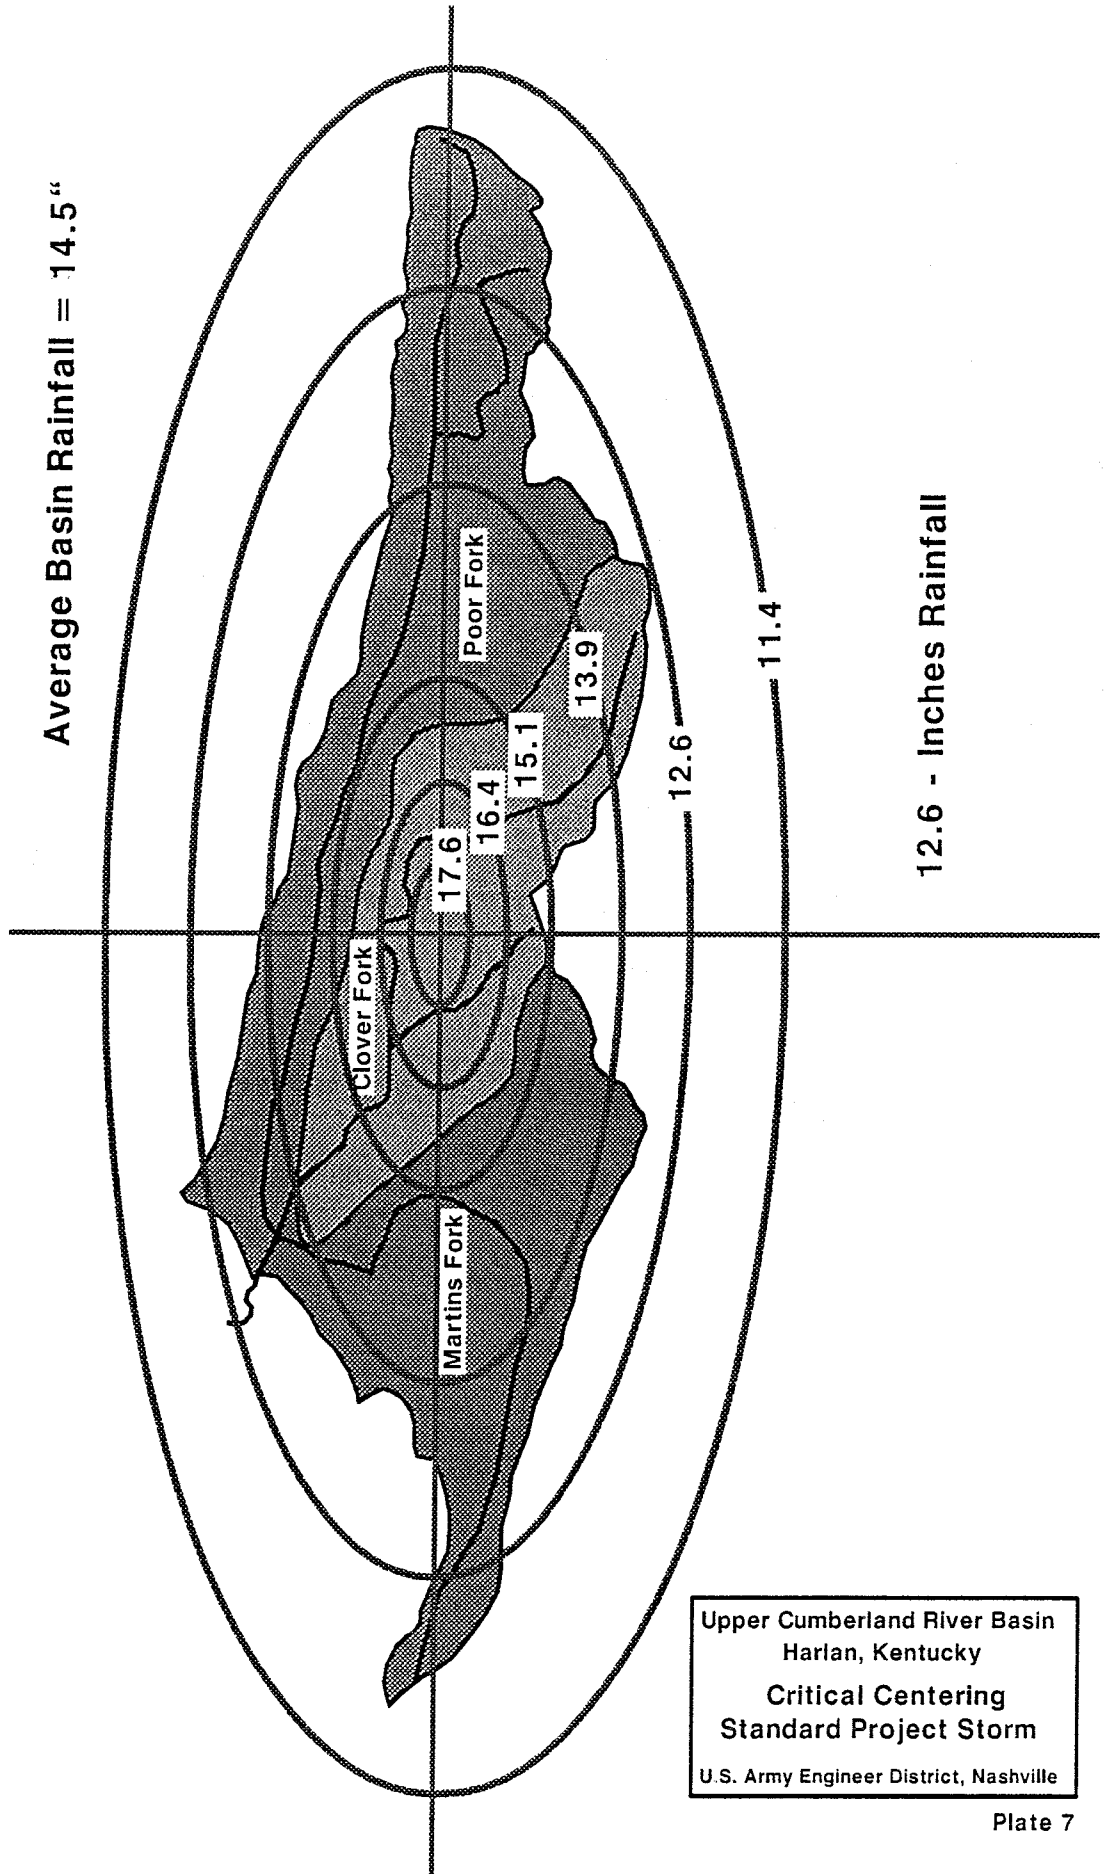 Average Basin Rainfall = 14.5“
Poor Fork
13.9
11.4
15.1
12.6
16.4
17.6
Clover Fork
Martins Fork
12.6 - Inches Rainfall
Upper Cumberland River Basin
Harlan, Kentucky
Critical Centering
Standard Project Storm
U.S. Army Engineer District, Nashville
Plate 7